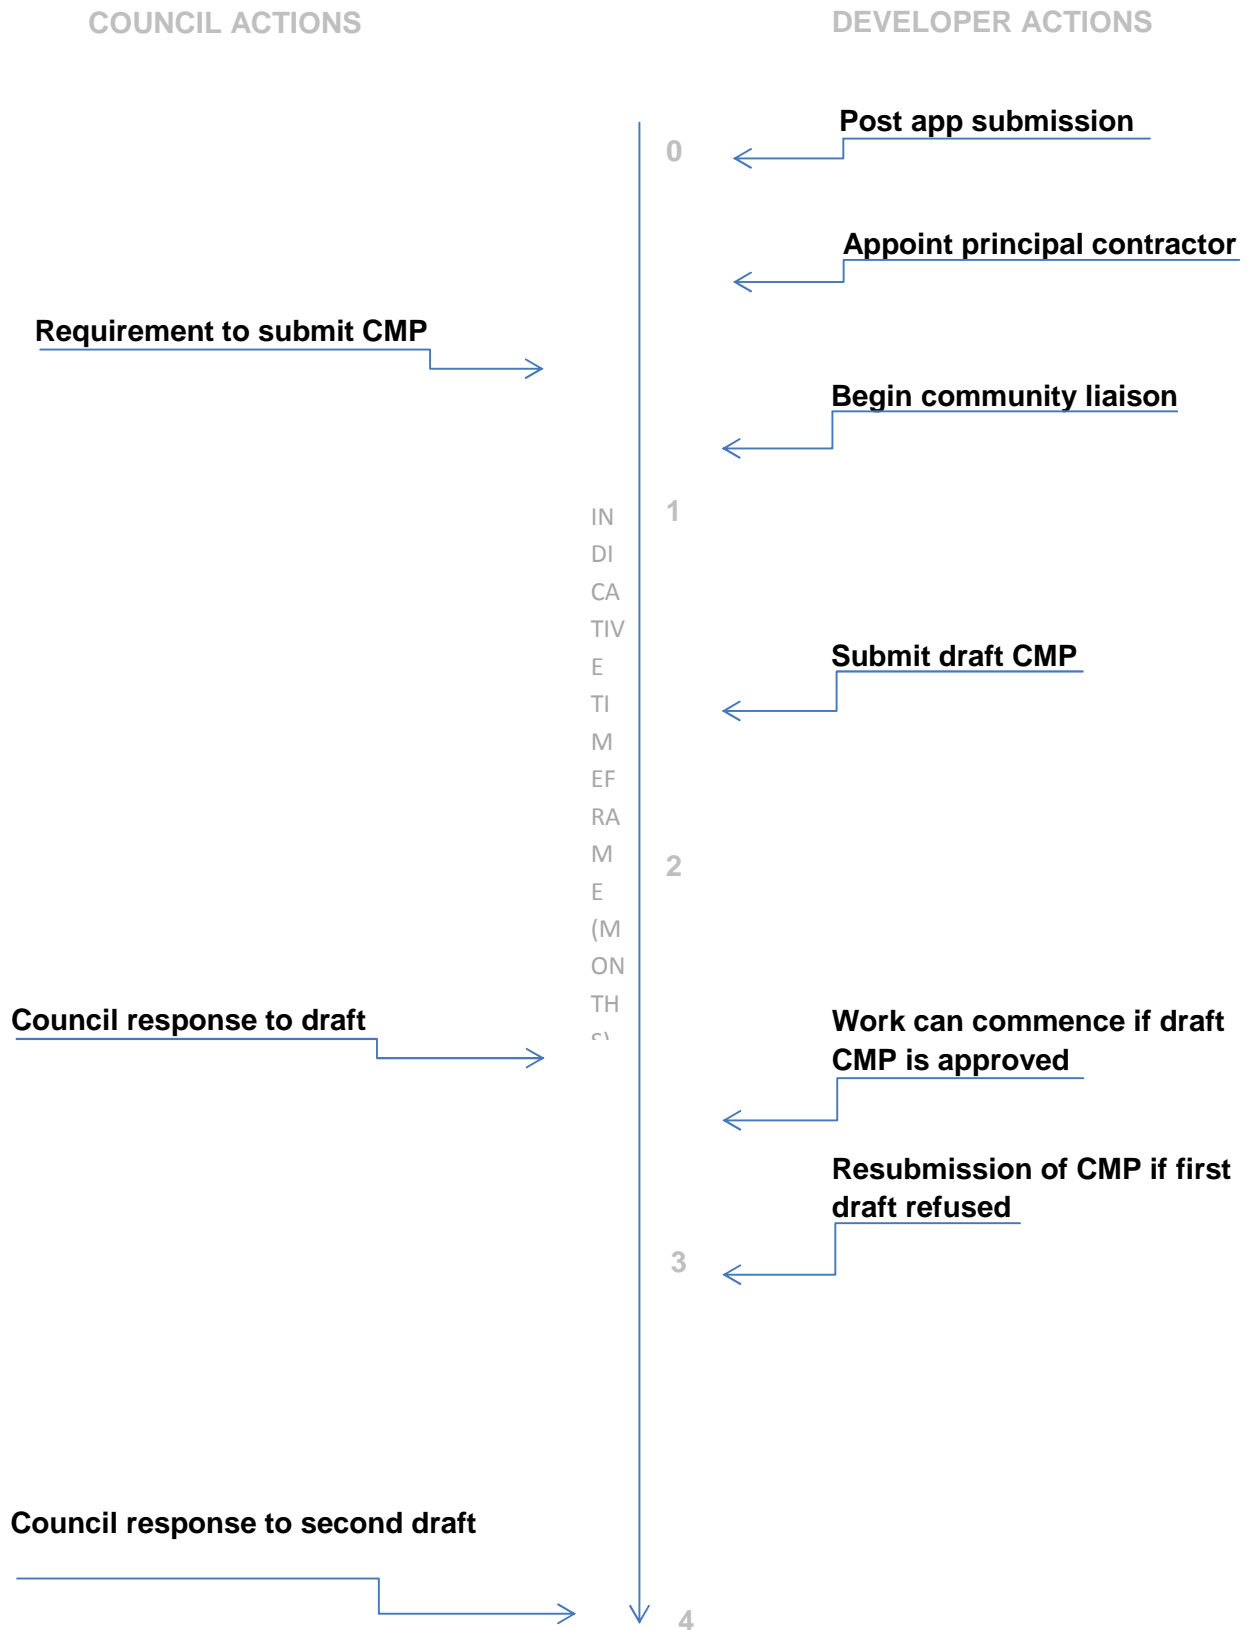 COUNCIL ACTIONS
DEVELOPER ACTIONS
Post app submission
0
Appoint principal contractor
Requirement to submit CMP
Begin community liaison
1
IN
DI
CA
TIV
E
TI
M
EF
RA
M
E
(M
ON
TH
S)
Submit draft CMP
2
Council response to draft
Work can commence if draft
CMP is approved
Resubmission of CMP if first
draft refused
3
Council response to second draft
4